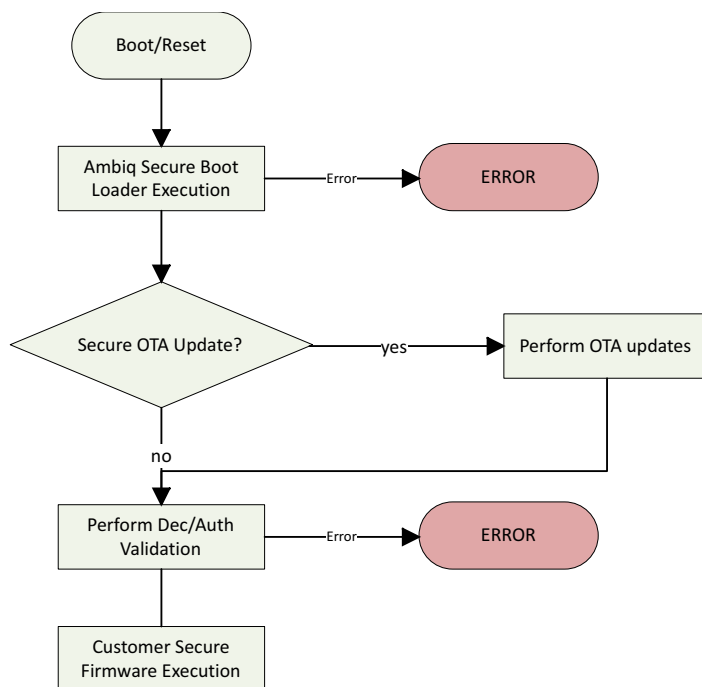 Boot/Reset
Ambiq Secure Boot
Loader Execution
Error
ERROR
Secure OTA Update?
yes
Perform OTA updates
no
Perform Dec/Auth
Validation
Error
ERROR
Customer Secure
Firmware Execution